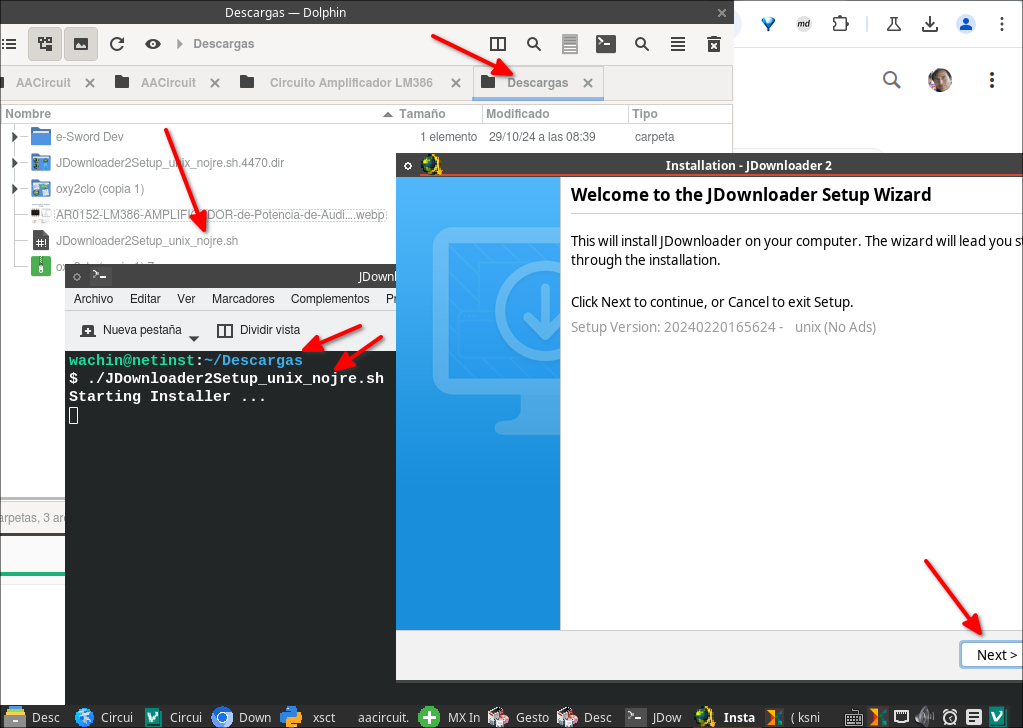 Descargas — Dolphin
Descargas
AACircuit
AACircuit
Circuito Amplificador LM386
Descargas
Nombre
Tamaño
Modificado
Tipo
e-Sword Dev
1 elemento
29/10/24 a las 08:39
carpeta
JDownloader2Setup_unix_nojre.sh.4470.dir
oxy2clo (copia 1)
AR0152-LM386-AMPLIFICADOR-de-Potencia-de-Audi....webp
JDownloader2Setup_unix_nojre.sh
arpetas, 3 arc
md
Installation - JDownloader 2
Welcome to the JDownloader Setup Wizard
This will install JDownloader on your computer. The wizard will lead you st
through the installation.
Click Next to continue, or Cancel to exit Setup.
Setup Version: 20240220165624 - unix (No Ads)
Next >
JDownl
Archivo Editar Ver Marcadores Complementos Pr
Nueva pestaña
Dividir vista
wachin@netinst:~/Descargas
$ ./JDownloader2Setup_unix_nojre.sh
Starting Installer ...
Desc
Circui
Circui
Down
xsct
aacircuit.
MX In
Gesto
Desc
JDow
Insta
( ksni